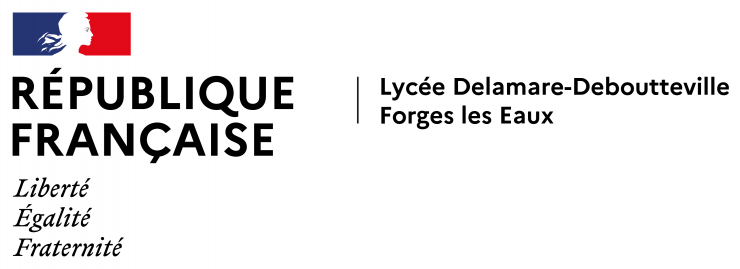 RÉPUBLIQUE
FRANÇAISE
Liberté
Égalité
Fraternité
Lycée Delamare-Deboutteville
Forges les Eaux